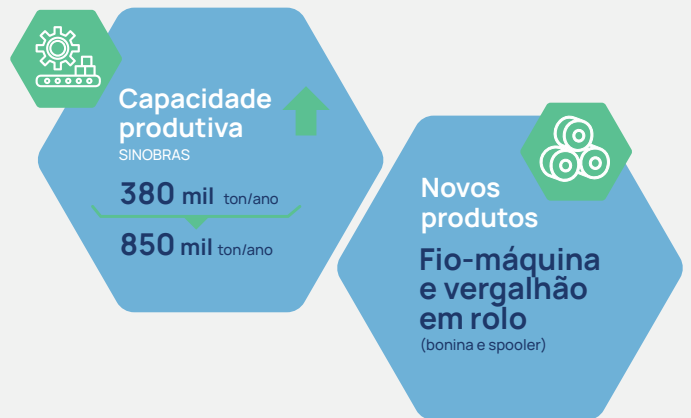 Capacidade
produtiva
SINOBRAS
380 mil ton/ano
850 mil ton/ano
Novos
produtos
Fio-máquina
e vergalhão
em rolo
(bonina e spooler)